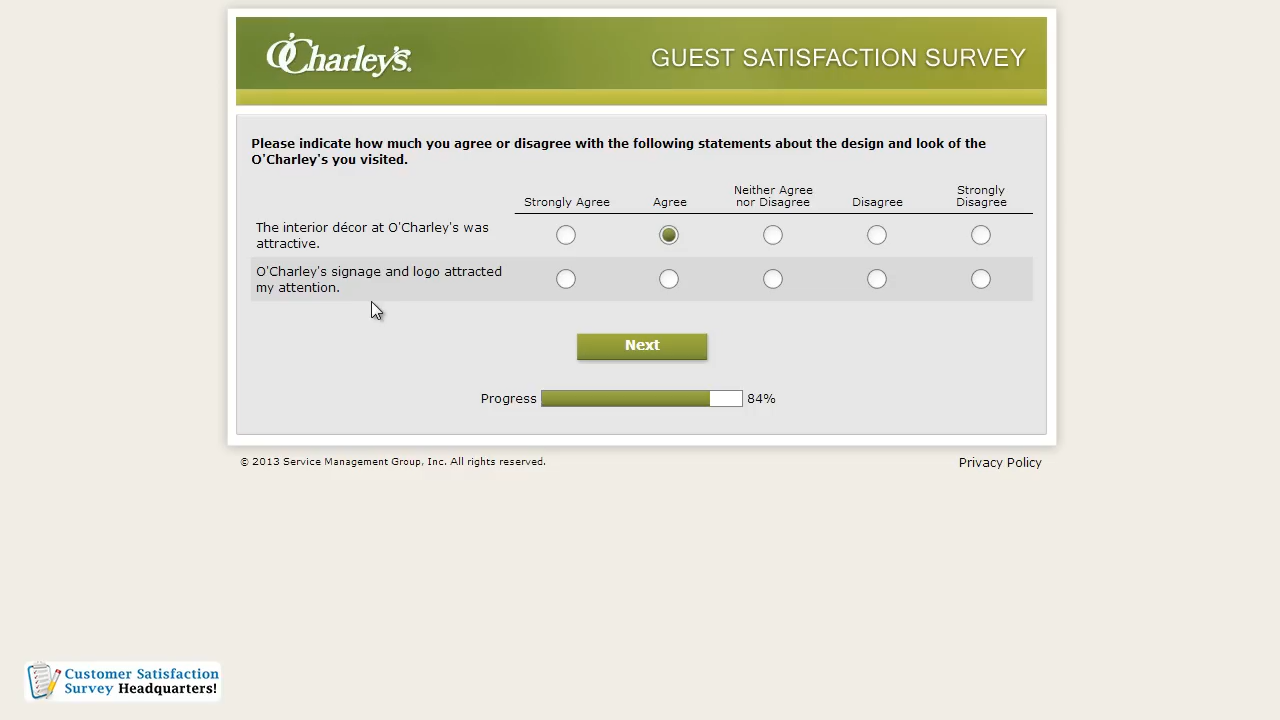 O'Charley's.
GUEST SATISFACTION SURVEY
Please indicate how much you agree or disagree with the following statements about the design and look of the
O'Charley's you visited.
Strongly Agree
Agree
Neither Agree
nor Disagree
Disagree
Strongly
Disagree
The interior décor at O'Charley's was
attractive.
O'Charley's signage and logo attracted
my attention.
Next
Progress 84%
© 2013 Service Management Group, Inc. All rights reserved.
Privacy Policy
Customer Satisfaction
Survey Headquarters!